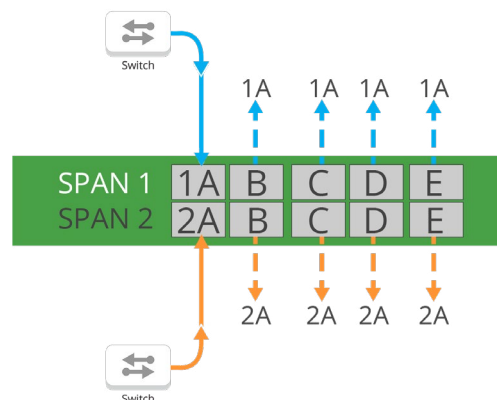 Switch
1A 1A 1A 1A
SPAN 1 1A B C D E
SPAN 2 2A B C D E
2A 2A 2A 2A
Switch